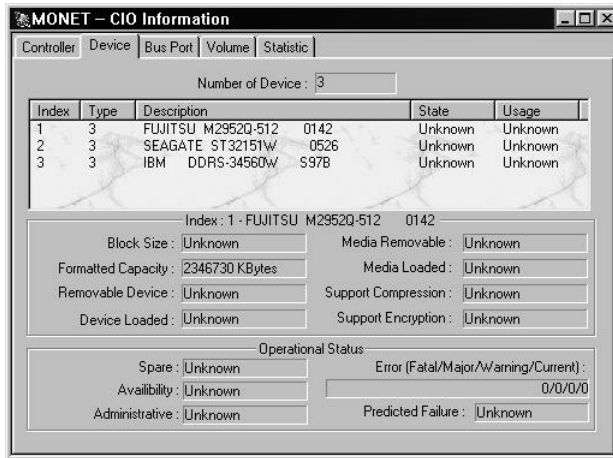 MONET – CIO Information
Controller Device Bus Port Volume Statistic
Number of Device : 3
Index Type Description State Usage
1 3 FUJITSU M2952Q-512 0142 Unknown Unknown
2 3 SEAGATE ST32151W 0526 Unknown Unknown
3 3 IBM DDRS-34560W S97B Unknown Unknown
Index : 1 - FUJITSU M2952Q-512 0142
Block Size : Unknown Media Removable : Unknown
Formatted Capacity : 2346730 KBytes Media Loaded : Unknown
Removable Device : Unknown Support Compression : Unknown
Device Loaded : Unknown Support Encryption : Unknown
Operational Status
Spare : Unknown Error (Fatal/Major/Warning/Current) :
Availibility : Unknown 0/0/0/0
Administrative : Unknown Predicted Failure : Unknown